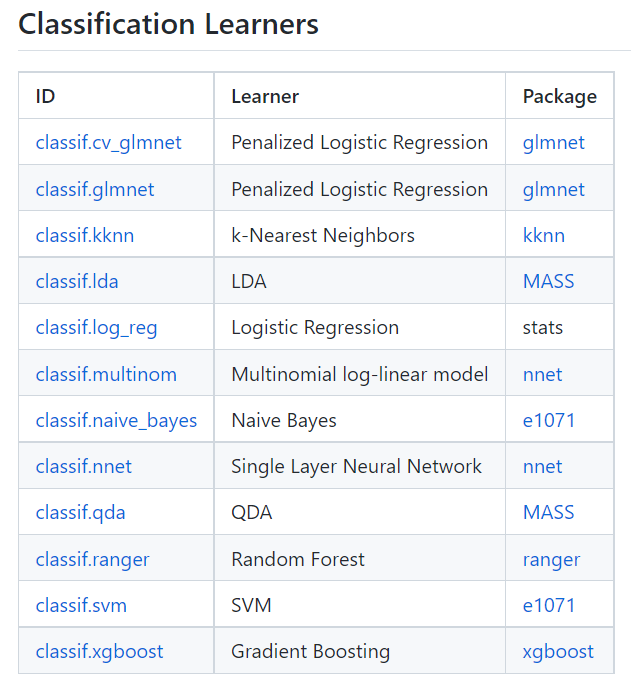 Classification Learners
ID Learner Package
classif.cv_glmnet Penalized Logistic Regression glmnet
classif.glmnet Penalized Logistic Regression glmnet
classif.kknn k-Nearest Neighbors kknn
classif.lda LDA MASS
classif.log_reg Logistic Regression stats
classif.multinom Multinomial log-linear model nnet
classif.naive_bayes Naive Bayes e1071
classif.nnet Single Layer Neural Network nnet
classif.qda QDA MASS
classif.ranger Random Forest ranger
classif.svm SVM e1071
classif.xgboost Gradient Boosting xgboost